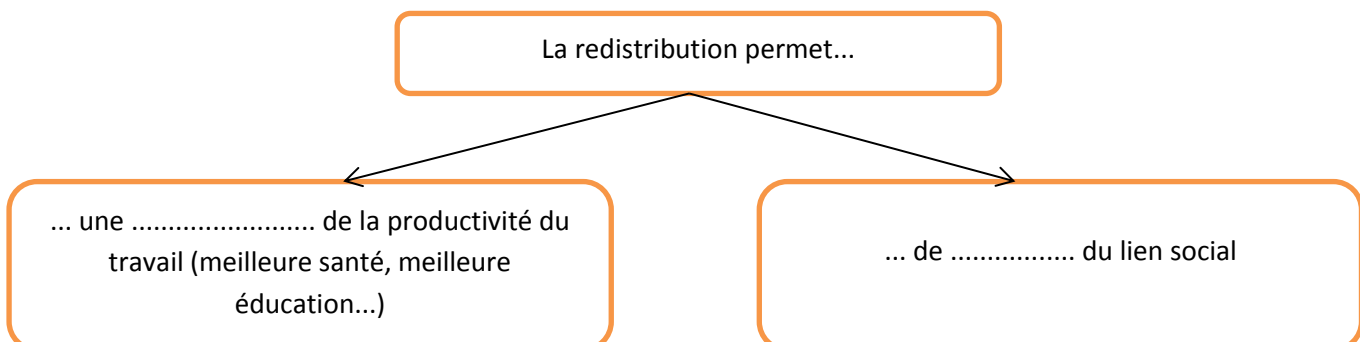 La redistribution permet...
... une ......................... de la productivité du
travail (meilleure santé, meilleure
éducation...)
... de ................. du lien social